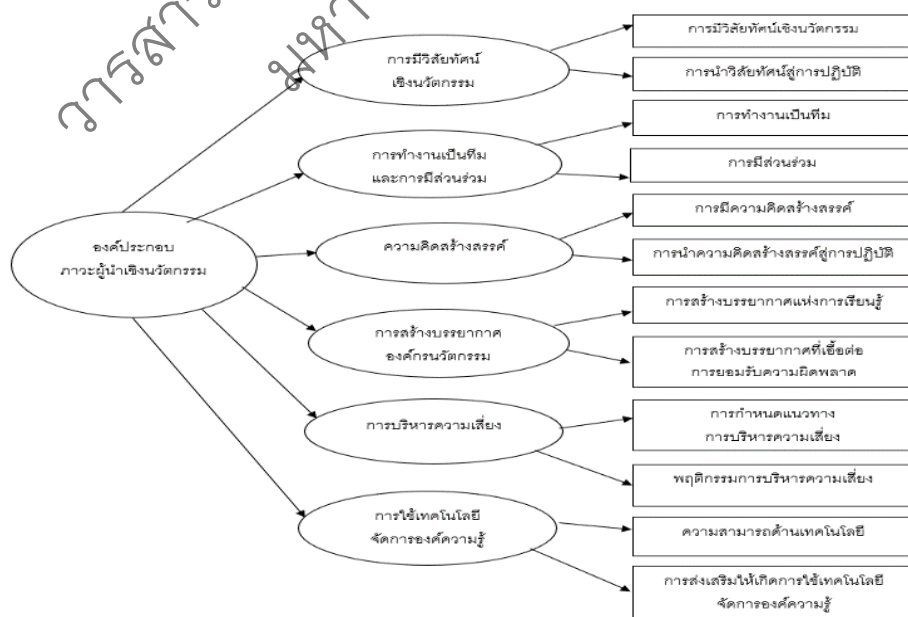 วารสาร
มหา
องค์ประกอบ
ภาวะผู้นำเชิงนวัตกรรม
การมีวิสัยทัศน์
เชิงนวัตกรรม
การทำงานเป็นทีม
และการมีส่วนร่วม
ความคิดสร้างสรรค์
การสร้างบรรยากาศ
องค์กรนวัตกรรม
การบริหารความเสี่ยง
การใช้เทคโนโลยี
จัดการองค์ความรู้
การมีวิสัยทัศน์เชิงนวัตกรรม
การนำวิสัยทัศน์สู่การปฏิบัติ
การทำงานเป็นทีม
การมีส่วนร่วม
การมีความคิดสร้างสรรค์
การนำความคิดสร้างสรรค์สู่การปฏิบัติ
การสร้างบรรยากาศแห่งการเรียนรู้
การสร้างบรรยากาศที่เอื้อต่อ
การยอมรับความผิดพลาด
การกำหนดแนวทาง
การบริหารความเสี่ยง
พฤติกรรมการบริหารความเสี่ยง
ความสามารถด้านเทคโนโลยี
การส่งเสริมให้เกิดการใช้เทคโนโลยี
จัดการองค์ความรู้